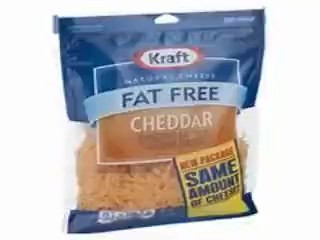 Kraft
NATURAL CHEESE
FAT FREE
CHEDDAR
NEW PACKAGE
SAME
AMOUNT
OF CHEESE!